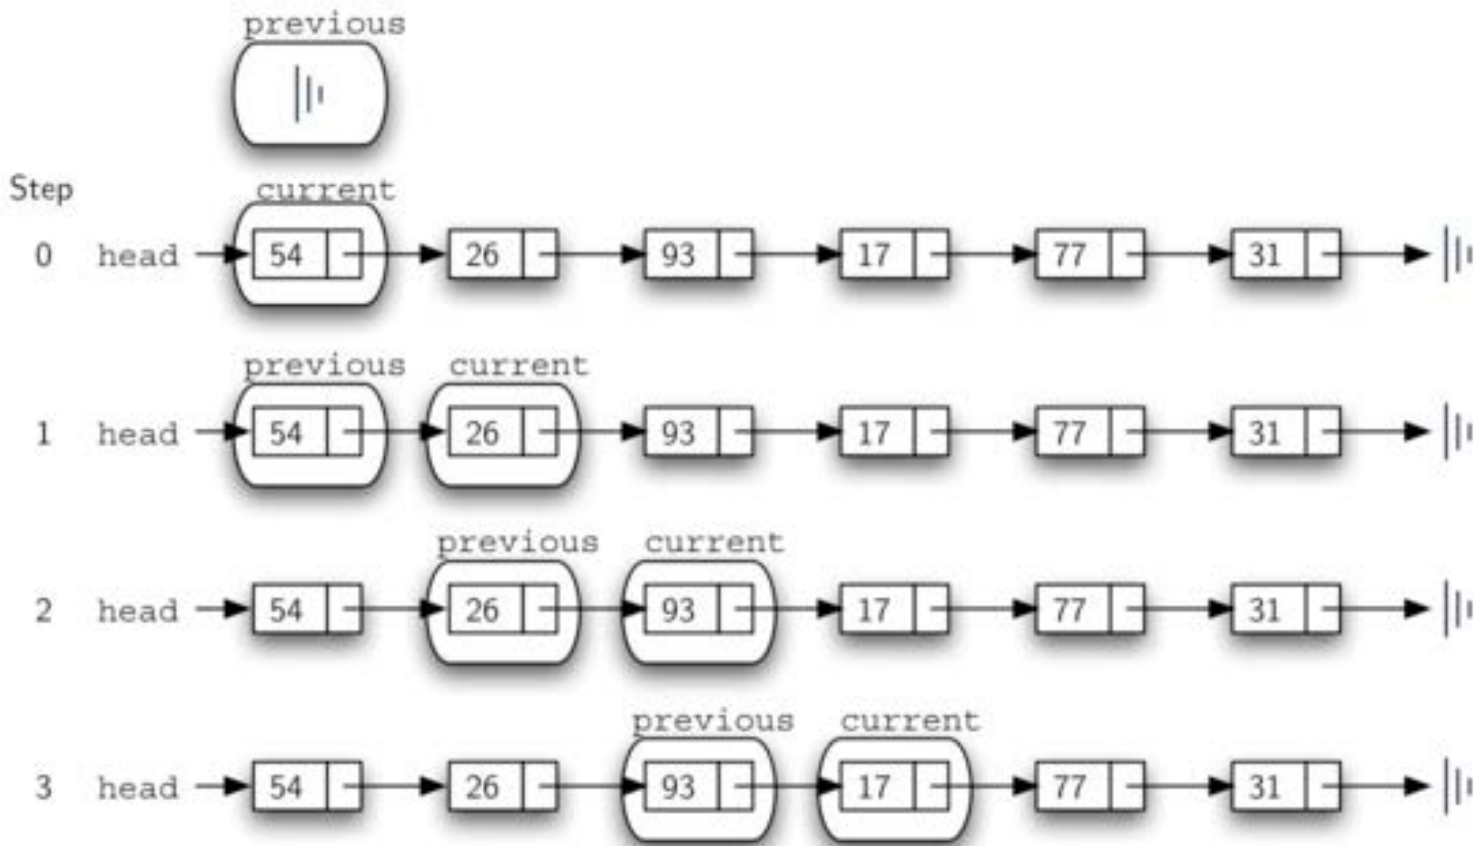 previous
Step
current
0 head 54 26 93 17 77 31
previous current
1 head 54 26 93 17 77 31
previous current
2 head 54 26 93 17 77 31
previous current
3 head 54 26 93 17 77 31